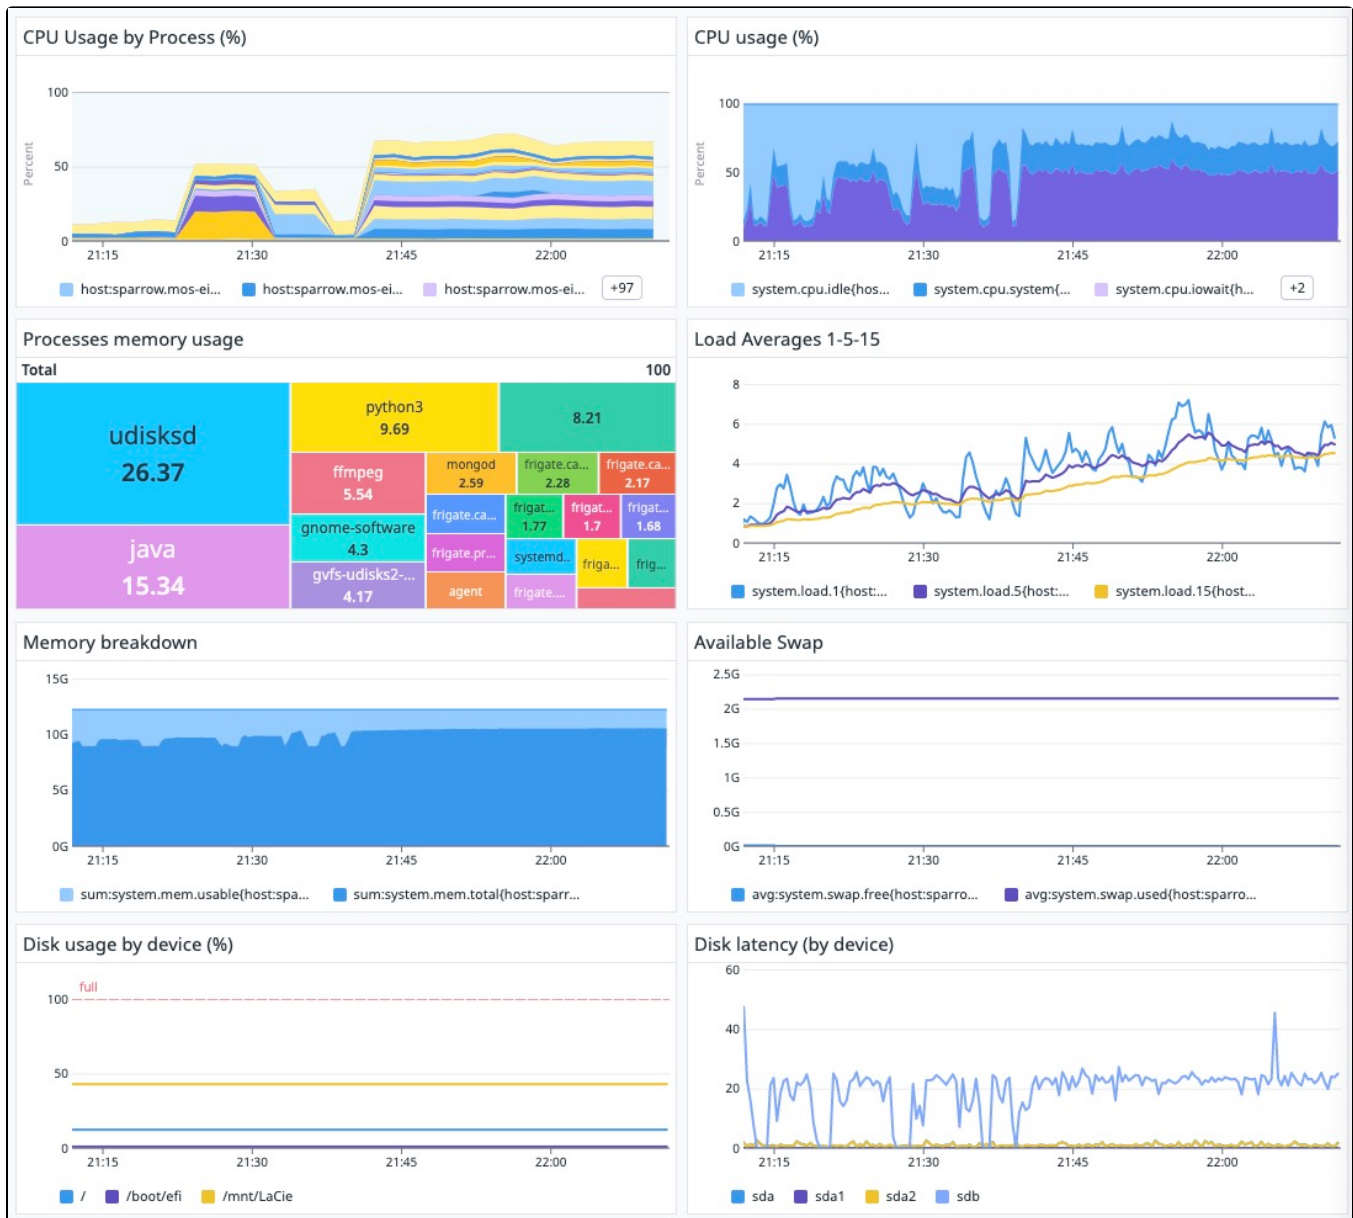 CPU Usage by Process (%)
100
50
0
Percent
21:15 21:30 21:45 22:00
host:sparrow.mos-ei... host:sparrow.mos-ei... host:sparrow.mos-ei... +97
CPU usage (%)
100
50
0
Percent
21:15 21:30 21:45 22:00
system.cpu.idle{hos... system.cpu.system{... system.cpu.iowait{h... +2
Processes memory usage
Total 100
udisksd
26.37
java
15.34
python3
9.69
8.21
ffmpeg
5.54
gnome-software
4.3
gvfs-udisks2-...
4.17
mongod
2.59
frigate.ca...
2.28
frigate.ca...
2.17
frigate.ca...
frigat...
1.77
frigat...
1.7
frigat...
1.68
frigate.pr...
systemd..
friga...
frig...
agent
frigate....
Load Averages 1-5-15
8
6
4
2
0
21:15 21:30 21:45 22:00
system.load.1{host:... system.load.5{host:... system.load.15{host...
Memory breakdown
15G
10G
5G
0G
21:15 21:30 21:45 22:00
sum:system.mem.usable{host:spa... sum:system.mem.total{host:sparr...
Available Swap
2.5G
2G
1.5G
1G
0.5G
0G
21:15 21:30 21:45 22:00
avg:system.swap.free{host:sparro... avg:system.swap.used{host:sparro...
Disk usage by device (%)
full
100
50
0
21:15 21:30 21:45 22:00
/ /boot/efi /mnt/LaCie
Disk latency (by device)
60
40
20
0
21:15 21:30 21:45 22:00
sda sda1 sda2 sdb